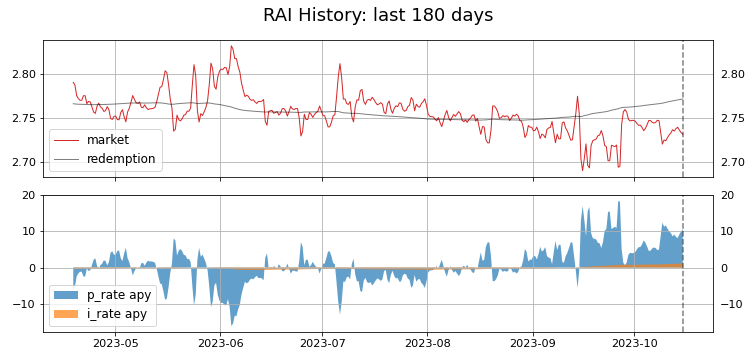 RAI History: last 180 days
2.80
2.75
2.70
2.80
2.75
2.70
market
redemption
20
10
0
−10
20
10
0
−10
p_rate apy
i_rate apy
2023-05 2023-06 2023-07 2023-08 2023-09 2023-10